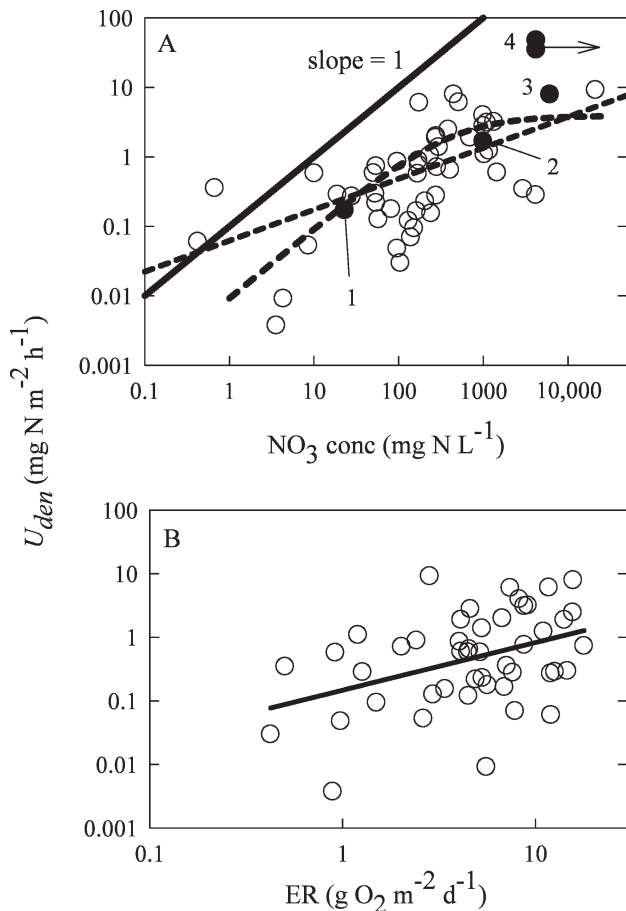 100
A
4
slope = 1
10
3
1
2
0.1
0.01
1
0.001
0.1 1 10 100 1000 10,000
NO3 conc (mg N L-1)
Uden (mg N m-2 h-1)
100
B
10
1
0.1
0.01
0.001
0.1 1 10
ER (g O2 m-2 d-1)